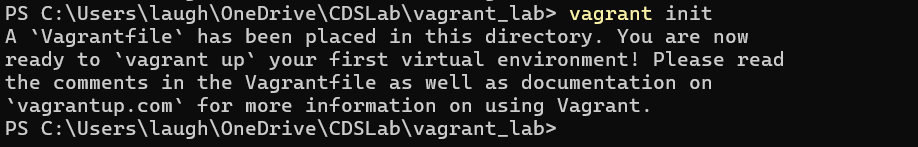 PS C:\Users\laugh\OneDrive\CDSLab\vagrant_lab> vagrant init
A `Vagrantfile` has been placed in this directory. You are now
ready to `vagrant up` your first virtual environment! Please read
the comments in the Vagrantfile as well as documentation on
`vagrantup.com` for more information on using Vagrant.
PS C:\Users\laugh\OneDrive\CDSLab\vagrant_lab>